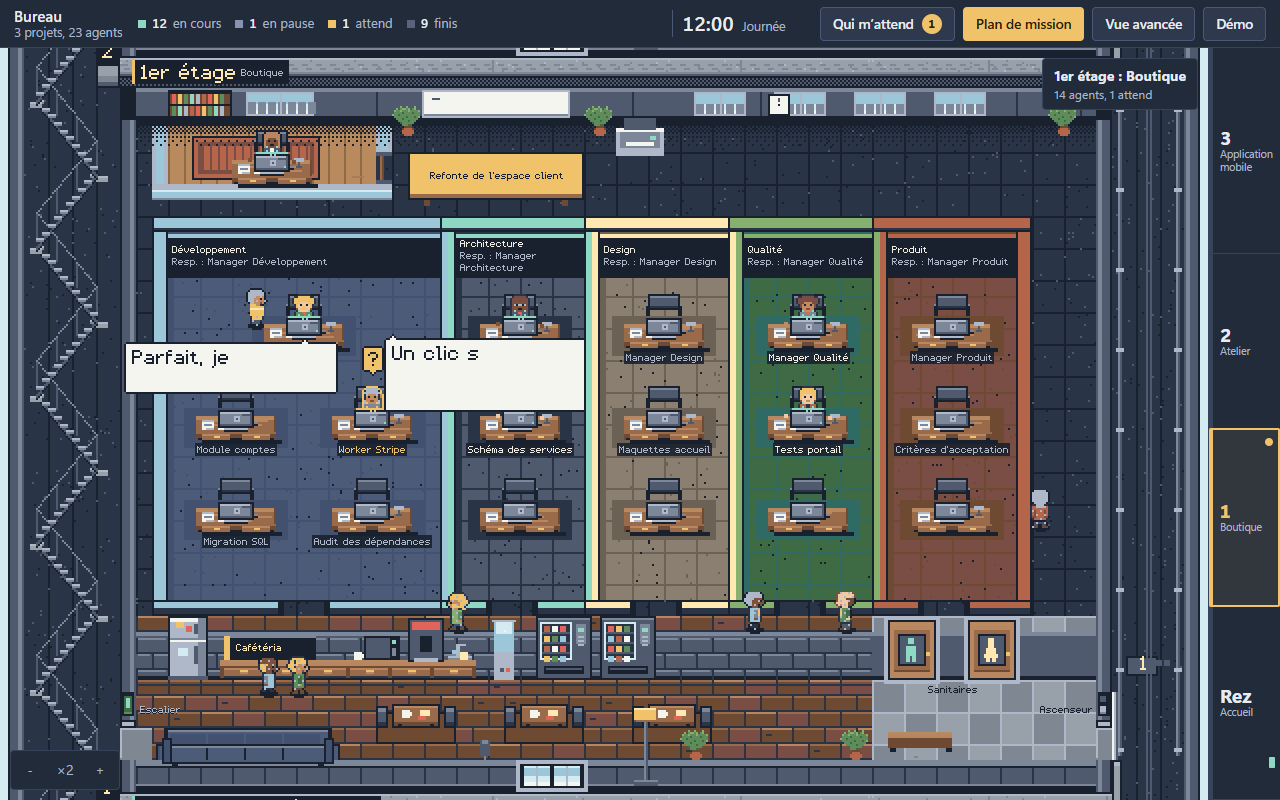 Bureau
3 projets, 23 agents
12 en cours
1 en pause
1 attend
9 finis
12:00 Journée
Qui m'attend 1
Plan de mission
Vue avancée
Démo
2
1er étage Boutique
1er étage : Boutique
14 agents, 1 attend
!
Refonte de l'espace client
Développement
Resp. : Manager Développement
Architecture
Resp. : Manager
Architecture
Design
Resp. : Manager Design
Qualité
Resp. : Manager Qualité
Produit
Resp. : Manager Produit
Parfait, je
?
Un clic s
Manager Design
Manager Qualité
Manager Produit
Module comptes
Worker Stripe
Schéma des services
Maquettes accueil
Tests portail
Critères d'acceptation
Migration SQL
Audit des dépendances
Cafétéria
Sanitaires
Escalier
Ascenseur
1
3
Application
mobile
2
Atelier
1
Boutique
Rez
Accueil
- ×2 +